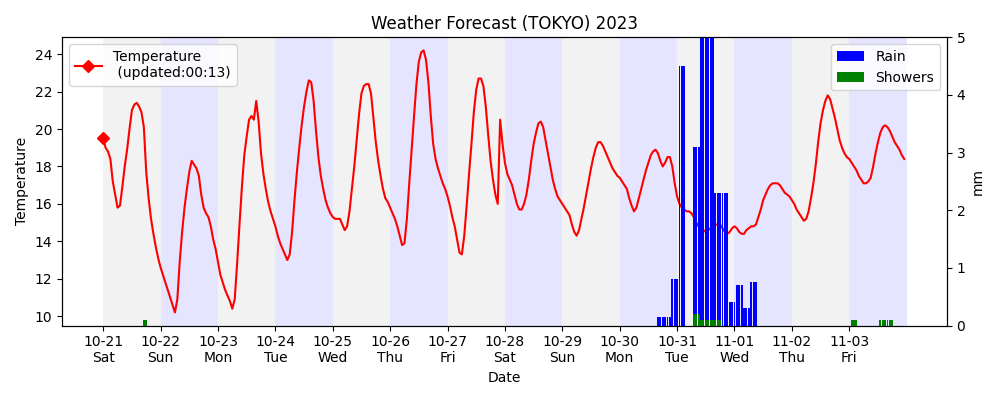 Weather Forecast (TOKYO) 2023
Temperature
(updated:00:13)
Rain
Showers
Temperature
24
22
20
18
16
14
12
10
5
4
3
2
1
0
mm
10-21 10-22 10-23 10-24 10-25 10-26 10-27 10-28 10-29 10-30 10-31 11-01 11-02 11-03
Sat Sun Mon Tue Wed Thu Fri Sat Sun Mon Tue Wed Thu Fri
Date